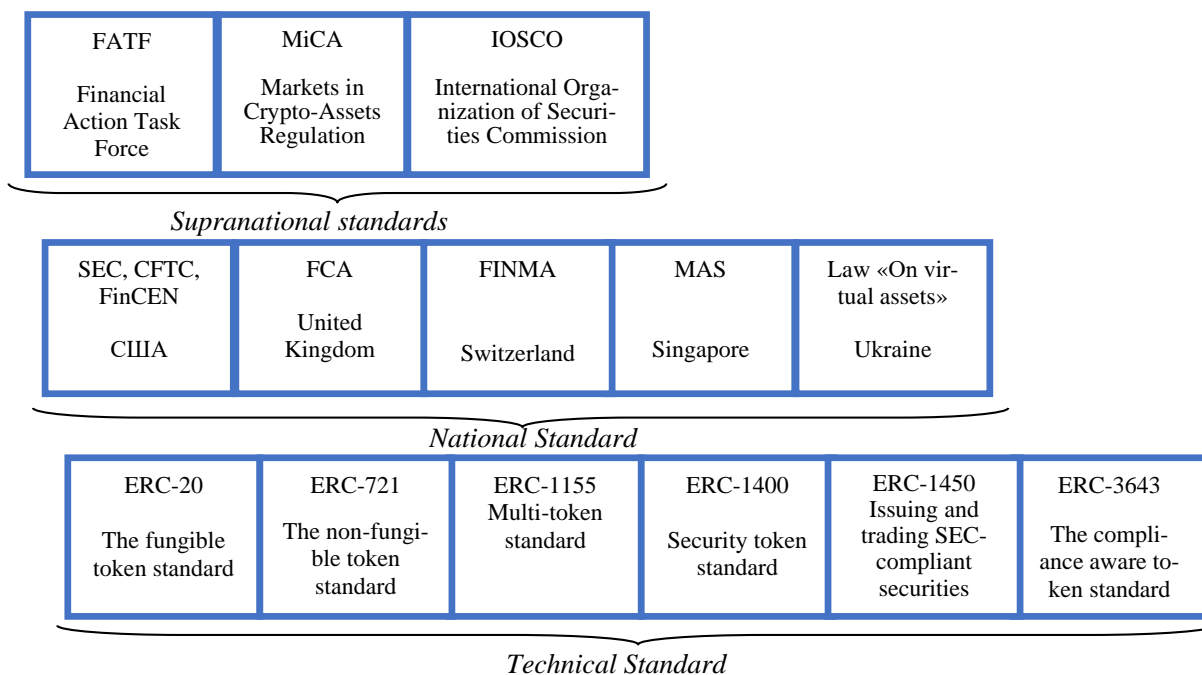 FATF
Financial
Action Task
Force
MiCA
Markets in
Crypto-Assets
Regulation
IOSCO
International Orga-
nization of Securi-
ties Commission
Supranational standards
SEC, CFTC,
FinCEN
США
FCA
United
Kingdom
FINMA
Switzerland
MAS
Singapore
Law «On vir-
tual assets»
Ukraine
National Standard
ERC-20
The fungible
token standard
ERC-721
The non-fungi-
ble token
standard
ERC-1155
Multi-token
standard
ERC-1400
Security token
standard
ERC-1450
Issuing and
trading SEC-
compliant
securities
ERC-3643
The compli-
ance aware to-
ken standard
Technical Standard